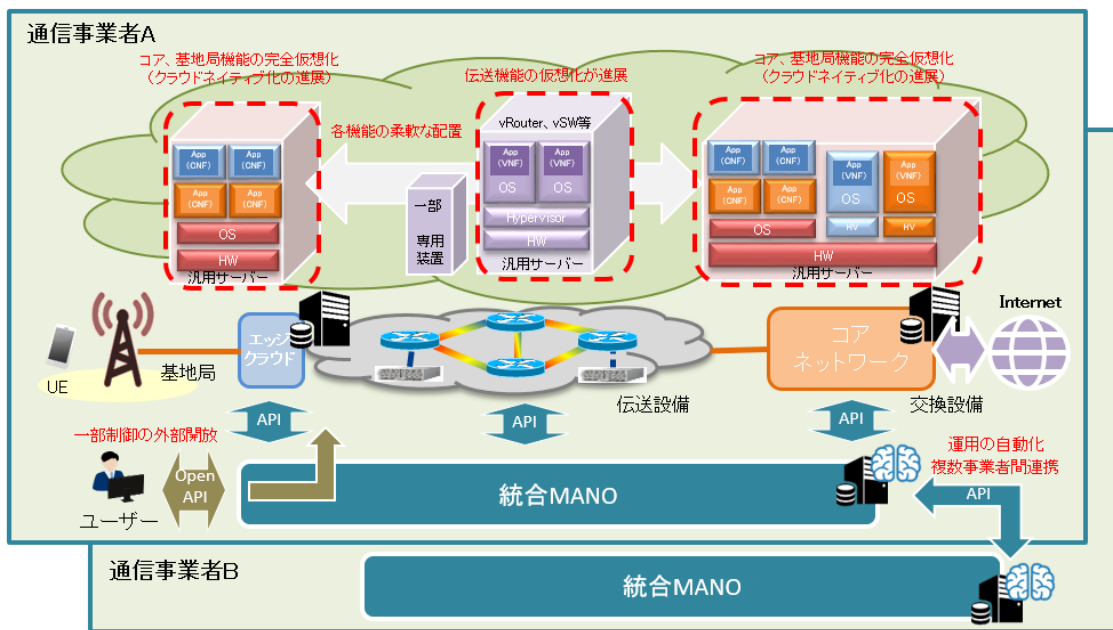 通信事業者A
コア、基地局機能の完全仮想化
（クラウドネイティブ化の進展）
伝送機能の仮想化が進展
コア、基地局機能の完全仮想化
（クラウドネイティブ化の進展）
各機能の柔軟な配置
App
(CNF)
App
(CNF)
App
(CNF)
App
(CNF)
OS
HW
汎用サーバー
一部
専用
装置
vRouter、vSW等
App
(VNF)
OS
App
(VNF)
OS
Hypervisor
HW
汎用サーバー
App
(CNF)
App
(CNF)
App
(CNF)
App
(CNF)
OS
App
(VNF)
OS
HV
App
(VNF)
OS
HV
HW
汎用サーバー
UE
基地局
エッジ
クラウド
伝送設備
コア
ネットワーク
交換設備
Internet
API
API
API
一部制御の外部開放
Open
API
ユーザー
統合MANO
運用の自動化
複数事業者間連携
API
通信事業者B
統合MANO